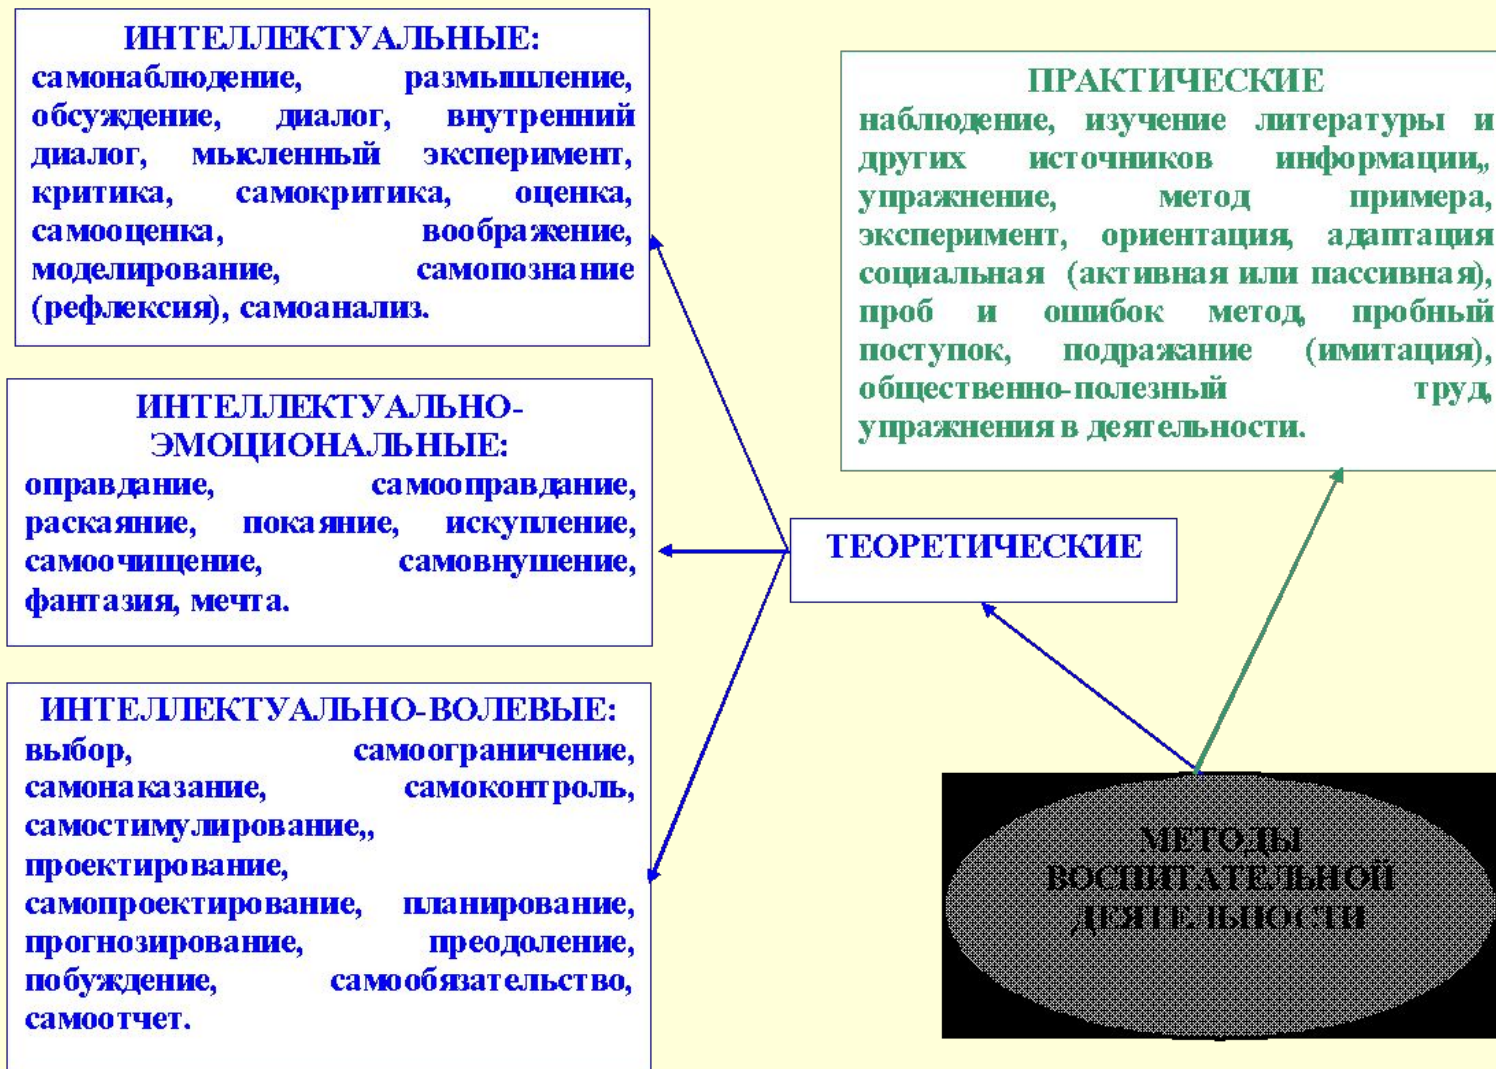 ИНТЕЛЛЕКТУАЛЬНЫЕ:
самонаблюдение, размышление,
обсуждение, диалог, внутренний
диалог, мысленный эксперимент,
критика, самокритика, оценка,
самооценка, воображение,
моделирование, самопознание
(рефлексия), самоанализ.
ИНТЕЛЛЕКТУАЛЬНО-
ЭМОЦИОНАЛЬНЫЕ:
оправдание, самооправдание,
раскаяние, покаяние, искупление,
самоочищение, самовнушение,
фантазия, мечта.
ИНТЕЛЛЕКТУАЛЬНО-ВОЛЕВЫЕ:
выбор, самоограничение,
самонаказание, самоконтроль,
самостимулирование,,
проектирование,
самопроектирование, планирование,
прогнозирование, преодоление,
побуждение, самообязательство,
самоотчет.
ТЕОРЕТИЧЕСКИЕ
ПРАКТИЧЕСКИЕ
наблюдение, изучение литературы и
других источников информации,,
упражнение, метод примера,
эксперимент, ориентация, адаптация
социальная (активная или пассивная),
проб и ошибок метод, пробный
поступок, подражание (имитация),
общественно-полезный труд,
упражнения в деятельности.
МЕТОДЫ
ВОСПИТАТЕЛЬНОЙ
ДЕЯТЕЛЬНОСТИ